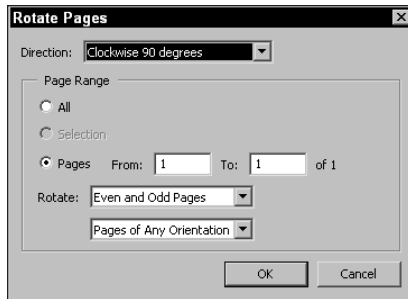 Rotate Pages
Direction: Clockwise 90 degrees
Page Range
All
Selection
Pages From: 1 To: 1 of 1
Rotate: Even and Odd Pages
Pages of Any Orientation
OK Cancel